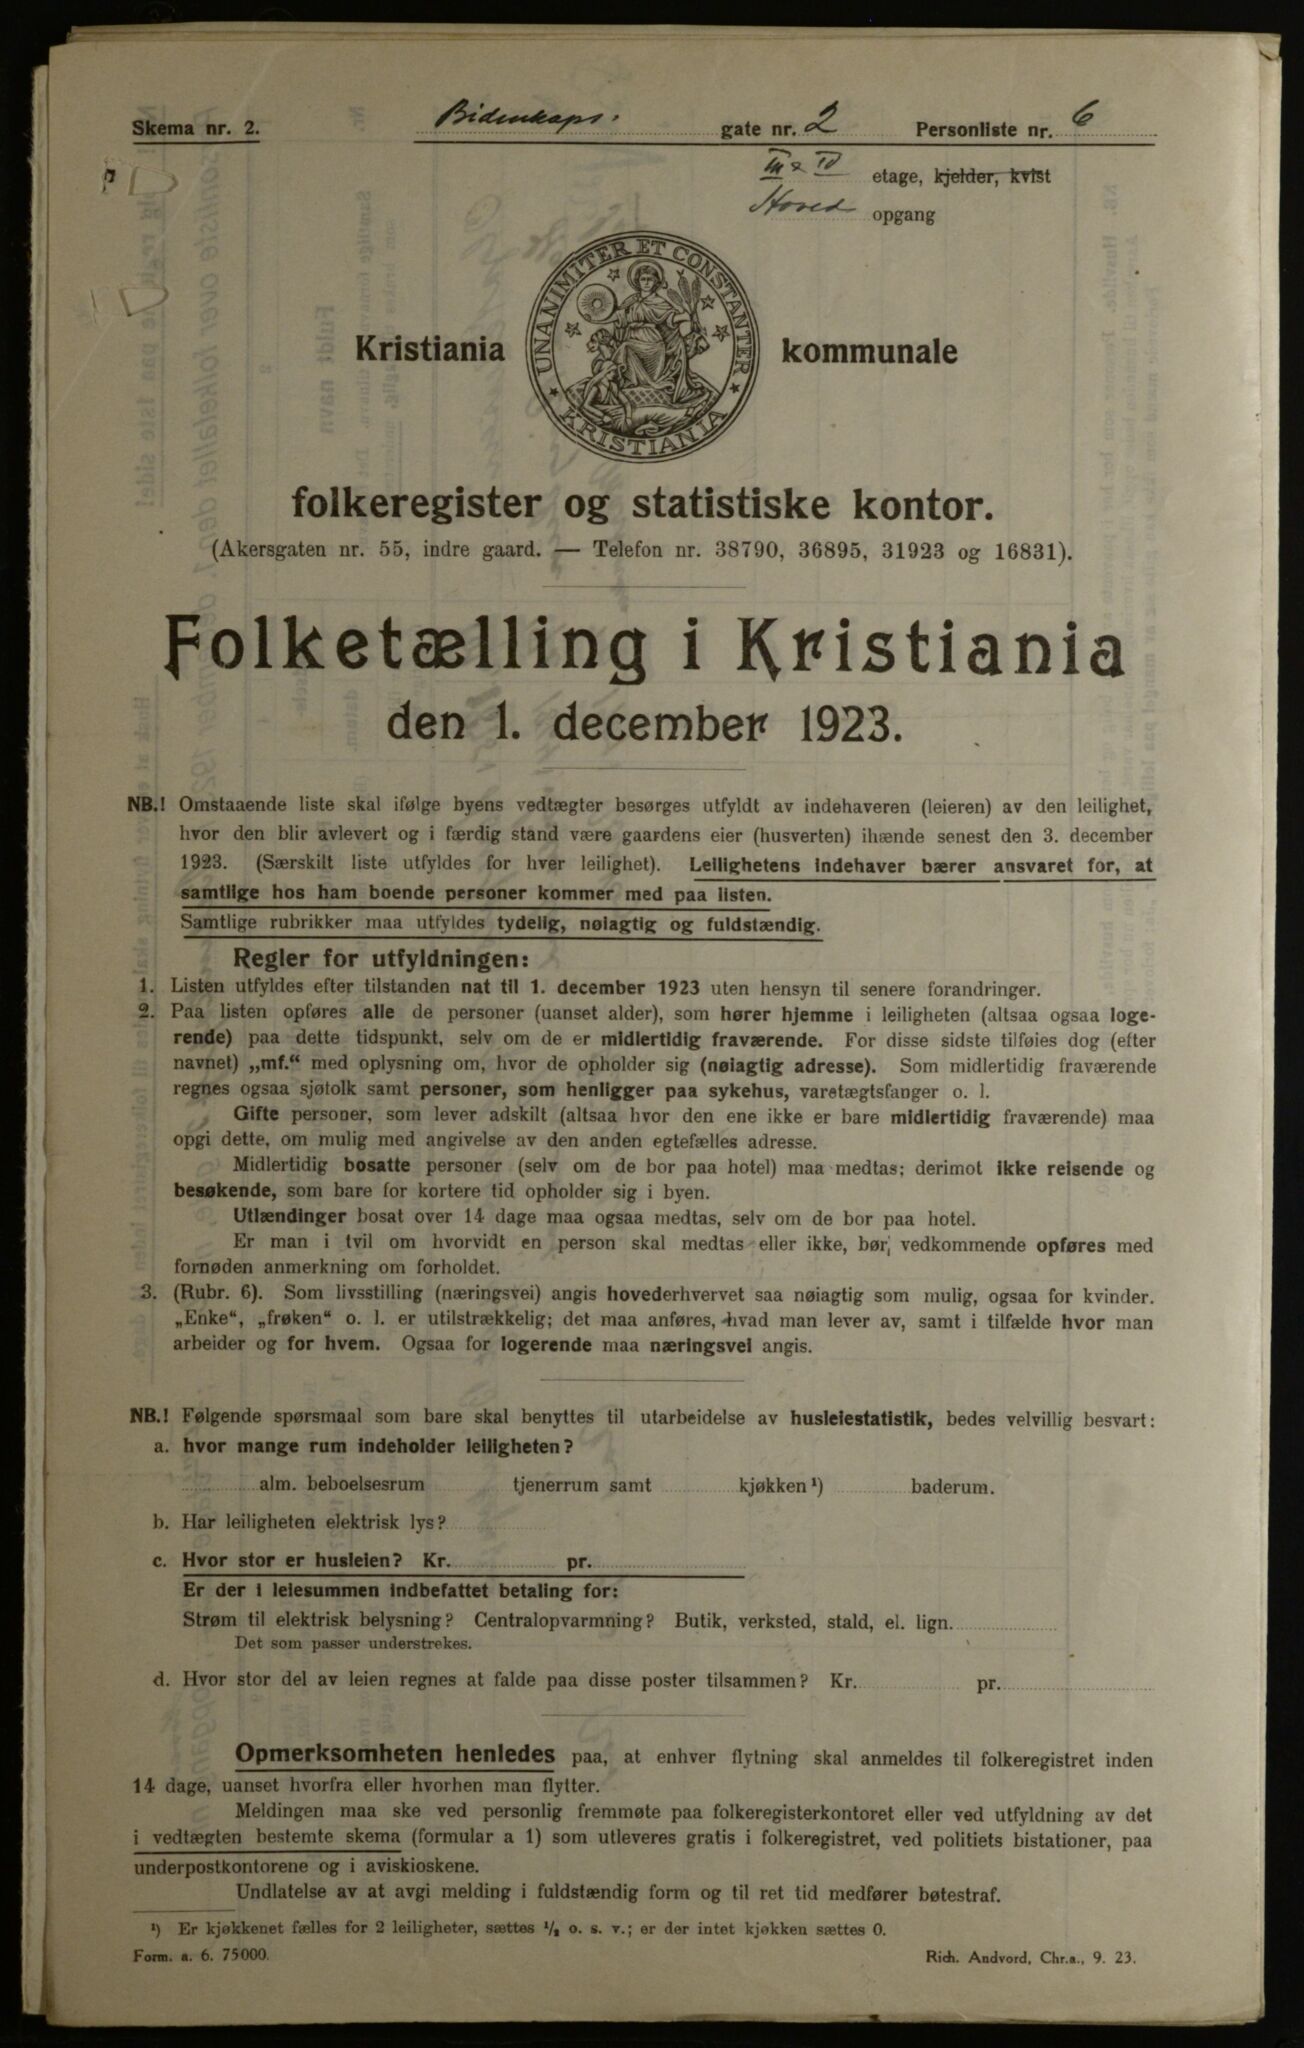 Skema nr. 2. Bidenkaps. gate nr. 2 Personliste nr. 6
III & IV etage, kjelder, kvist
Hoved opgang
UNANIMITER ET CONSTANTER
KRISTIANIA
Kristiania kommunale
folkeregister og statistiske kontor.
(Akersgaten nr. 55, indre gaard. — Telefon nr. 38790, 36895, 31923 og 16831).
Folketælling i Kristiania
den 1. december 1923.
NB.! Omstaaende liste skal ifølge byens vedtægter besørges utfyldt av indehaveren (leieren) av den leilighet,
hvor den blir avlevert og i færdig stand være gaardens eier (husverten) ihænde senest den 3. december
1923. (Særskilt liste utfyldes for hver leilighet). Leilighetens indehaver bærer ansvaret for, at
samtlige hos ham boende personer kommer med paa listen.
Samtlige rubrikker maa utfyldes tydelig, nøiagtig og fuldstændig.
Regler for utfyldningen:
1. Listen utfyldes efter tilstanden nat til 1. december 1923 uten hensyn til senere forandringer.
2. Paa listen opføres alle de personer (uanset alder), som hører hjemme i leiligheten (altsaa ogsaa loge-
rende) paa dette tidspunkt, selv om de er midlertidig fraværende. For disse sidste tilføies dog (efter
navnet) „mf.“ med oplysning om, hvor de opholder sig (nøiagtig adresse). Som midlertidig fraværende
regnes ogsaa sjøfolk samt personer, som henligger paa sykehus, varetægtsfanger o. l.
Gifte personer, som lever adskilt (altsaa hvor den ene ikke er bare midlertidig fraværende) maa
opgi dette, om mulig med angivelse av den anden egtefælles adresse.
Midlertidig bosatte personer (selv om de bor paa hotel) maa medtas; derimot ikke reisende og
besøkende, som bare for kortere tid opholder sig i byen.
Utlændinger bosat over 14 dage maa ogsaa medtas, selv om de bor paa hotel.
Er man i tvil om hvorvidt en person skal medtas eller ikke, bør vedkommende opføres med
fornøden anmerkning om forholdet.
3. (Rubr. 6). Som livsstilling (næringsvei) angis hovederhvervet saa nøiagtig som mulig, ogsaa for kvinder.
„Enke“, „frøken“ o. l. er utilstrækkelig; det maa anføres, hvad man lever av, samt i tilfælde hvor man
arbeider og for hvem. Ogsaa for logerende maa næringsvei angis.
NB.! Følgende spørsmaal som bare skal benyttes til utarbeidelse av husleiestatistik, bedes velvillig besvart:
a. hvor mange rum indeholder leiligheten?
alm. beboelsesrum tjenerrum samt kjøkken ¹) baderum.
b. Har leiligheten elektrisk lys?
c. Hvor stor er husleien? Kr. pr.
Er der i leiesummen indbefattet betaling for:
Strøm til elektrisk belysning? Centralopvarmning? Butik, verksted, stald, el. lign.
Det som passer understrekes.
d. Hvor stor del av leien regnes at falde paa disse poster tilsammen? Kr. pr.
Opmerksomheten henledes paa, at enhver flytning skal anmeldes til folkeregistret inden
14 dage, uanset hvorfra eller hvorhen man flytter.
Meldingen maa ske ved personlig fremmøte paa folkeregisterkontoret eller ved utfyldning av det
i vedtægten bestemte skema (formular a 1) som utleveres gratis i folkeregistret, ved politiets bistationer, paa
underpostkontorene og i aviskioskene.
Undlatelse av at avgi melding i fuldstændig form og til ret tid medfører bøtestraf.
¹) Er kjøkkenet fælles for 2 leiligheter, sættes ½ o. s. v.; er der intet kjøkken sættes 0.
Form. a. 6. 75000. Rich. Andvord, Chr.a., 9. 23.